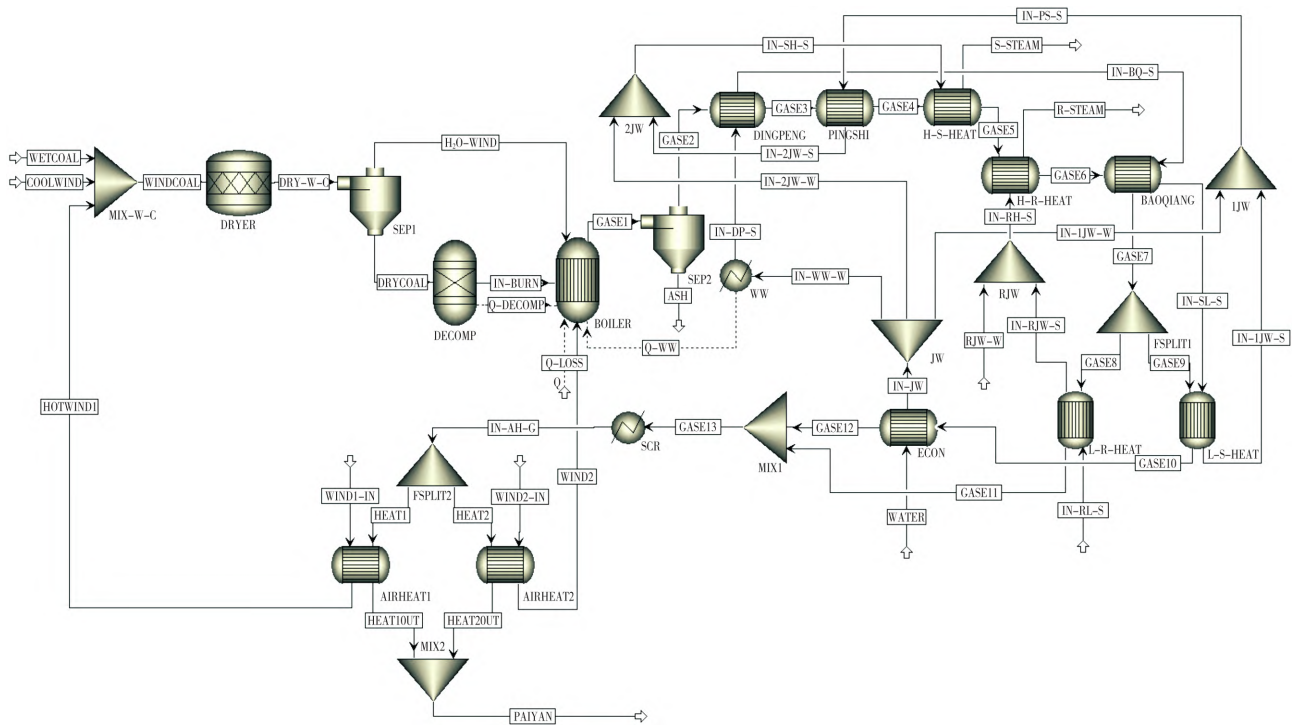 IN-PS-S
IN-SH-S
S-STEAM
IN-BQ-S
2JW
GASE2
GASE3
GASE4
GASE5
R-STEAM
DINGPENG
PINGSHI
H-S-HEAT
H₂O-WIND
WETCOAL
COOLWIND
WINDCOAL
DRY-W-C
MIX-W-C
DRYER
SEP1
IN-2JW-S
IN-2JW-W
GASE6
H-R-HEAT
BAOQIANG
1JW
IN-RH-S
GASE1
IN-DP-S
IN-1JW-W
GASE7
SEP2
WW
IN-WW-W
DRYCOAL
IN-BURN
Q-DECOMP
ASH
RJW
IN-SL-S
DECOMP
BOILER
Q-WW
JW
RJW-W
IN-RJW-S
FSPLIT1
IN-1JW-S
Q-LOSS
Q
GASE8
GASE9
IN-JW
HOTWIND1
IN-AH-G
SCR
GASE13
GASE12
MIX1
ECON
L-R-HEAT
GASE10
L-S-HEAT
WIND1-IN
FSPLIT2
WIND2-IN
WIND2
GASE11
HEAT1
HEAT2
WATER
IN-RL-S
AIRHEAT1
AIRHEAT2
HEAT1OUT
HEAT2OUT
MIX2
PAIYAN